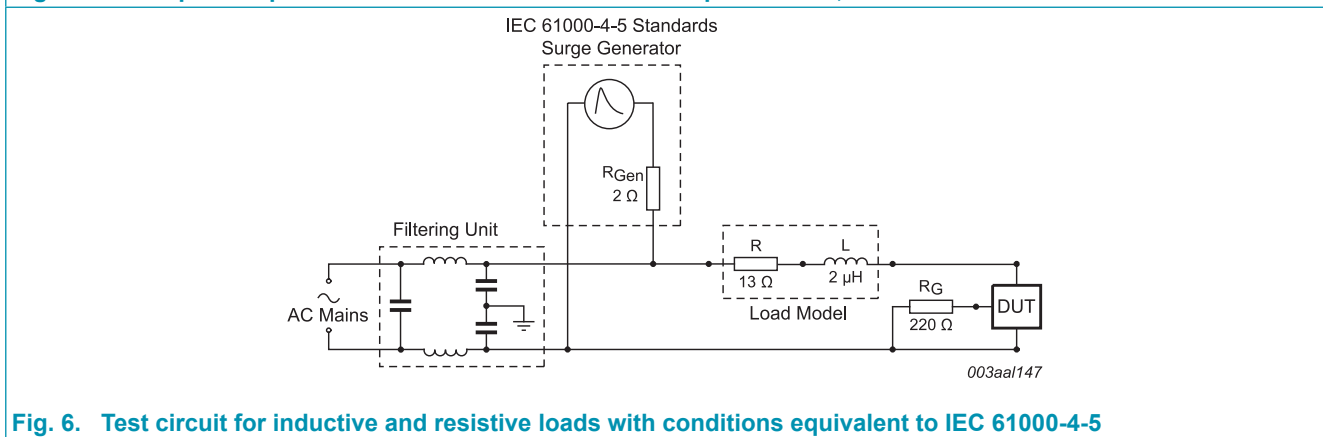 IEC 61000-4-5 Standards
Surge Generator
RGen
2 Ω
Filtering Unit
AC Mains
R
13 Ω
L
2 μH
Load Model
RG
220 Ω
DUT
003aal147
Fig. 6. Test circuit for inductive and resistive loads with conditions equivalent to IEC 61000-4-5